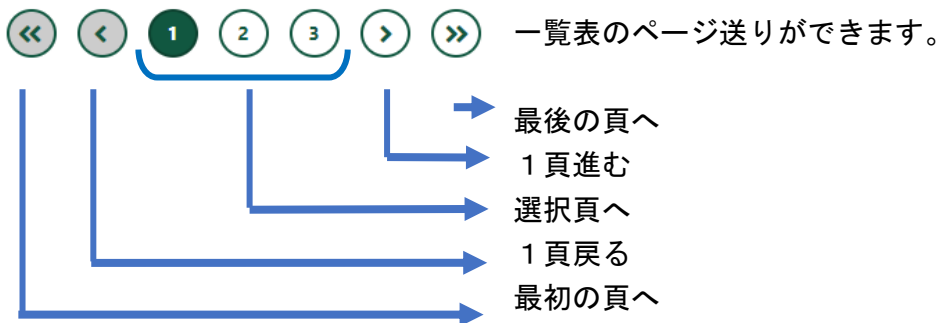 « < 1 2 3 > » 一覧表のページ送りができます。
最後の頁へ
１頁進む
選択頁へ
１頁戻る
最初の頁へ